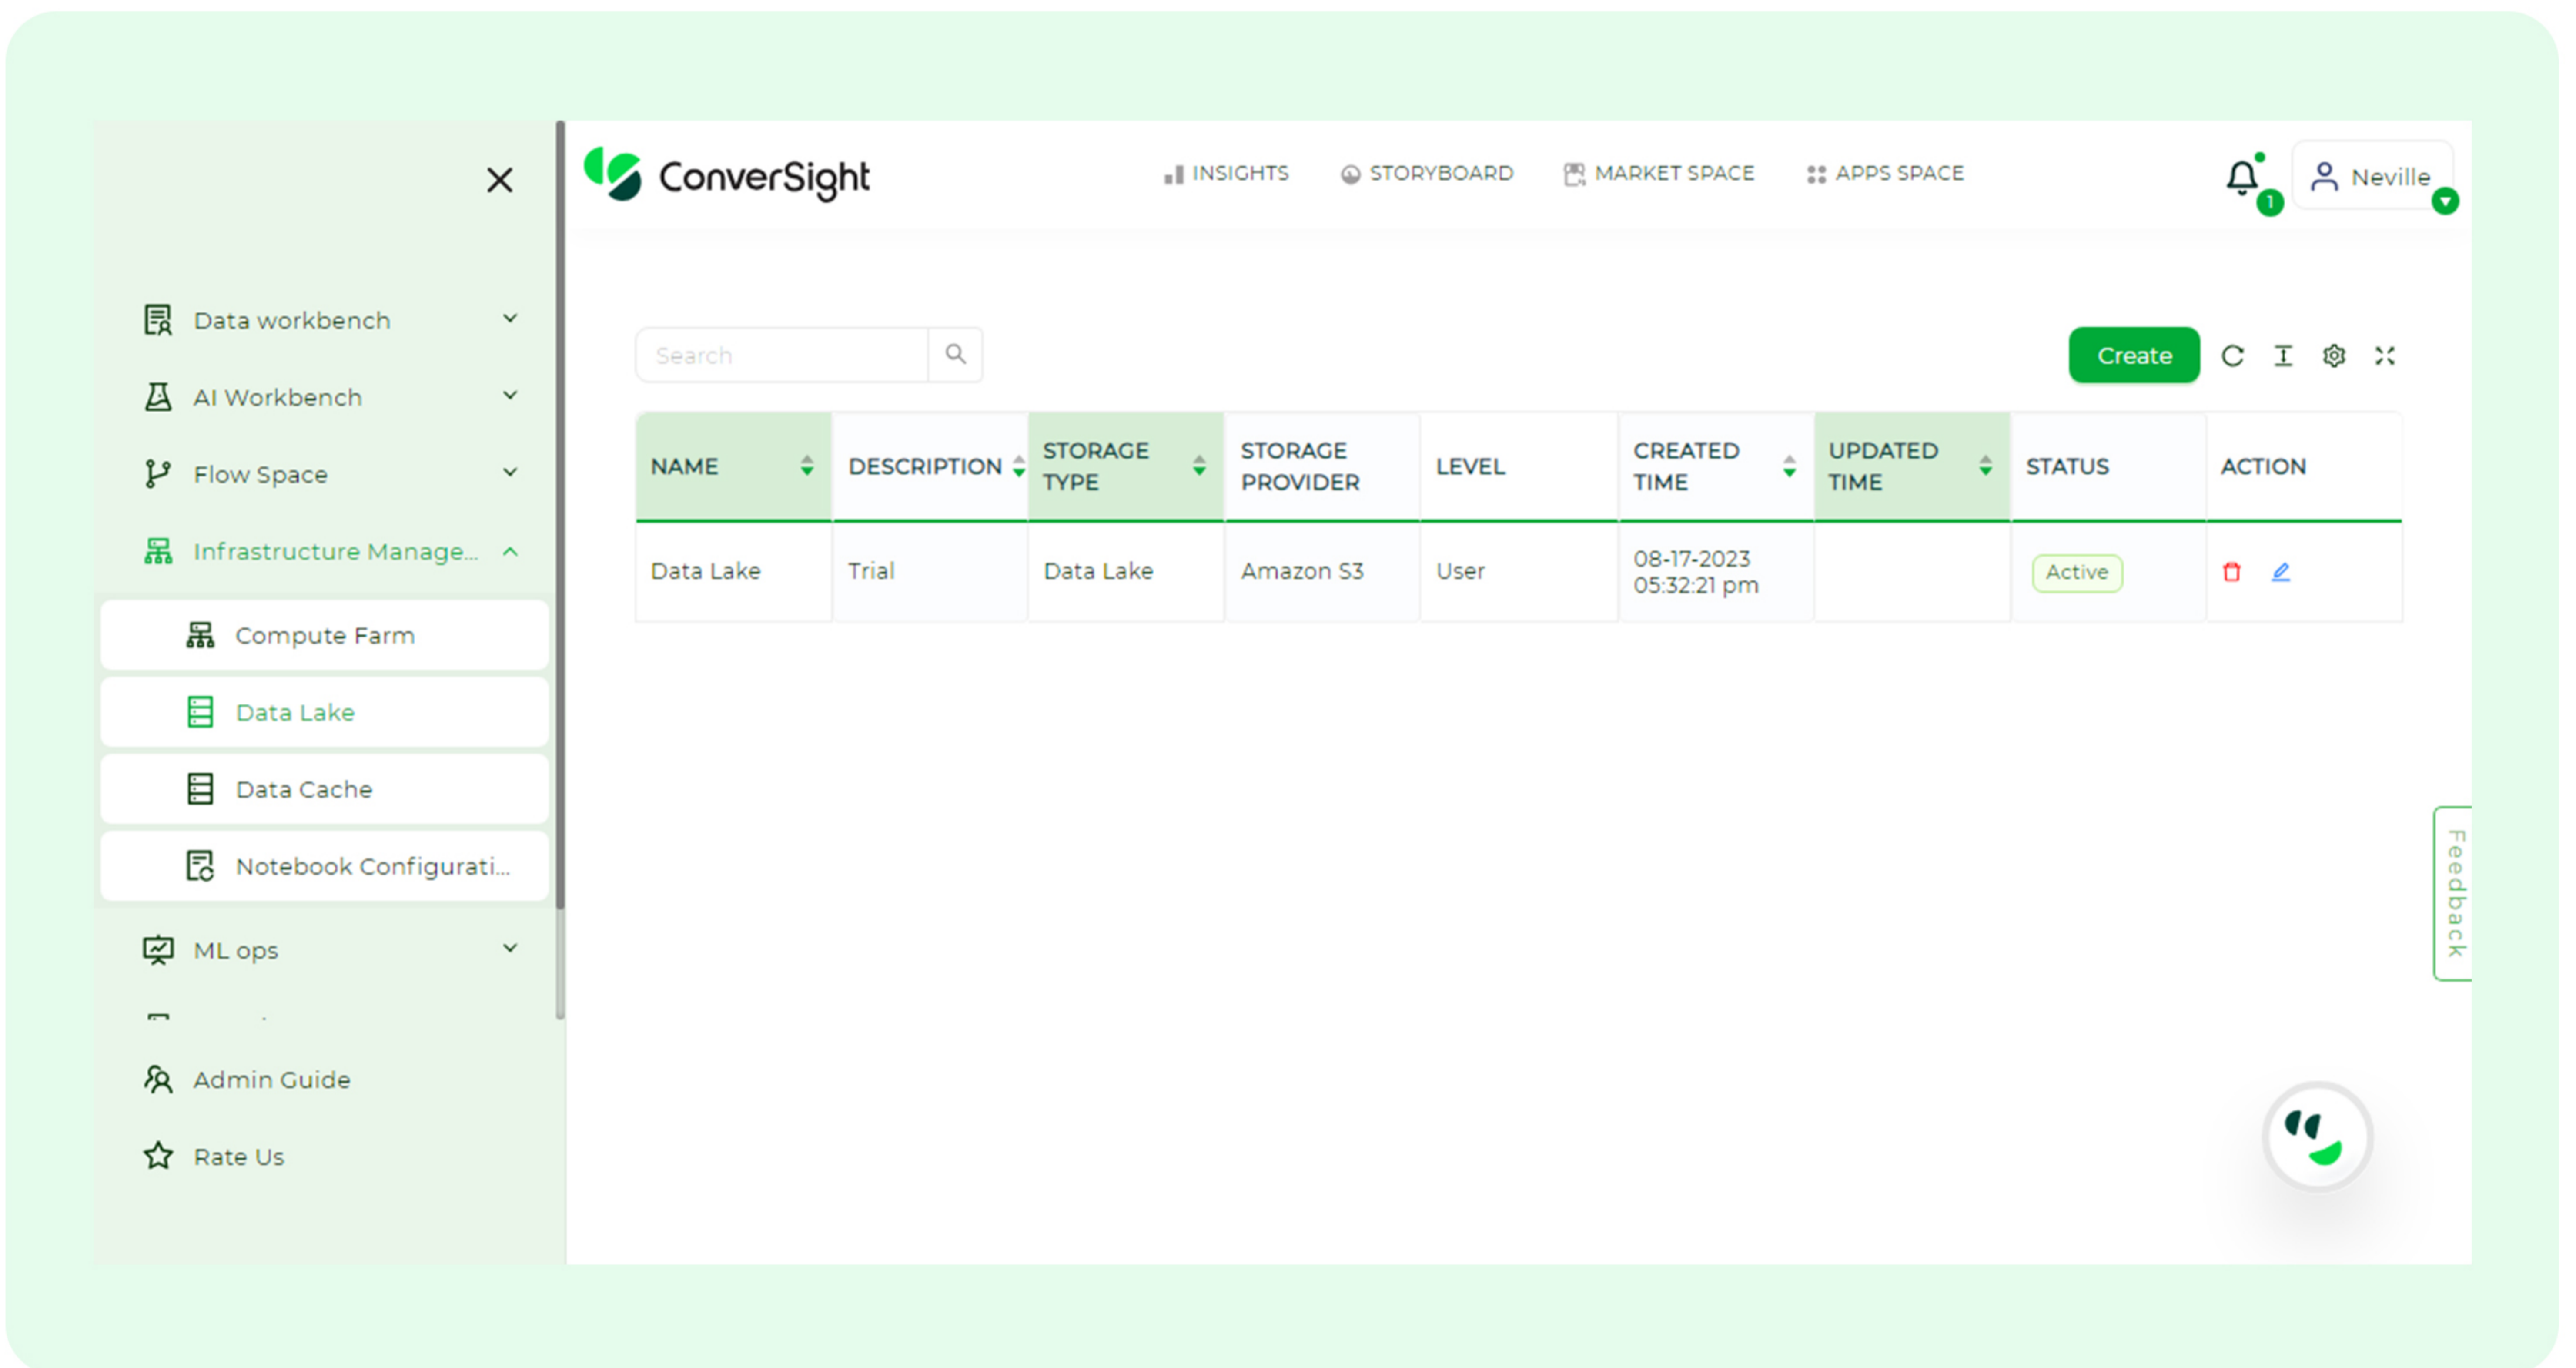 ConverSight
INSIGHTS
STORYBOARD
MARKET SPACE
APPS SPACE
1
Neville
Data workbench
AI Workbench
Flow Space
Infrastructure Manage...
Compute Farm
Data Lake
Data Cache
Notebook Configurati...
ML ops
Admin Guide
Rate Us
Search
Create
NAME
DESCRIPTION
STORAGE
TYPE
STORAGE
PROVIDER
LEVEL
CREATED
TIME
UPDATED
TIME
STATUS
ACTION
Data Lake
Trial
Data Lake
Amazon S3
User
08-17-2023
05:32:21 pm
Active
Feedback